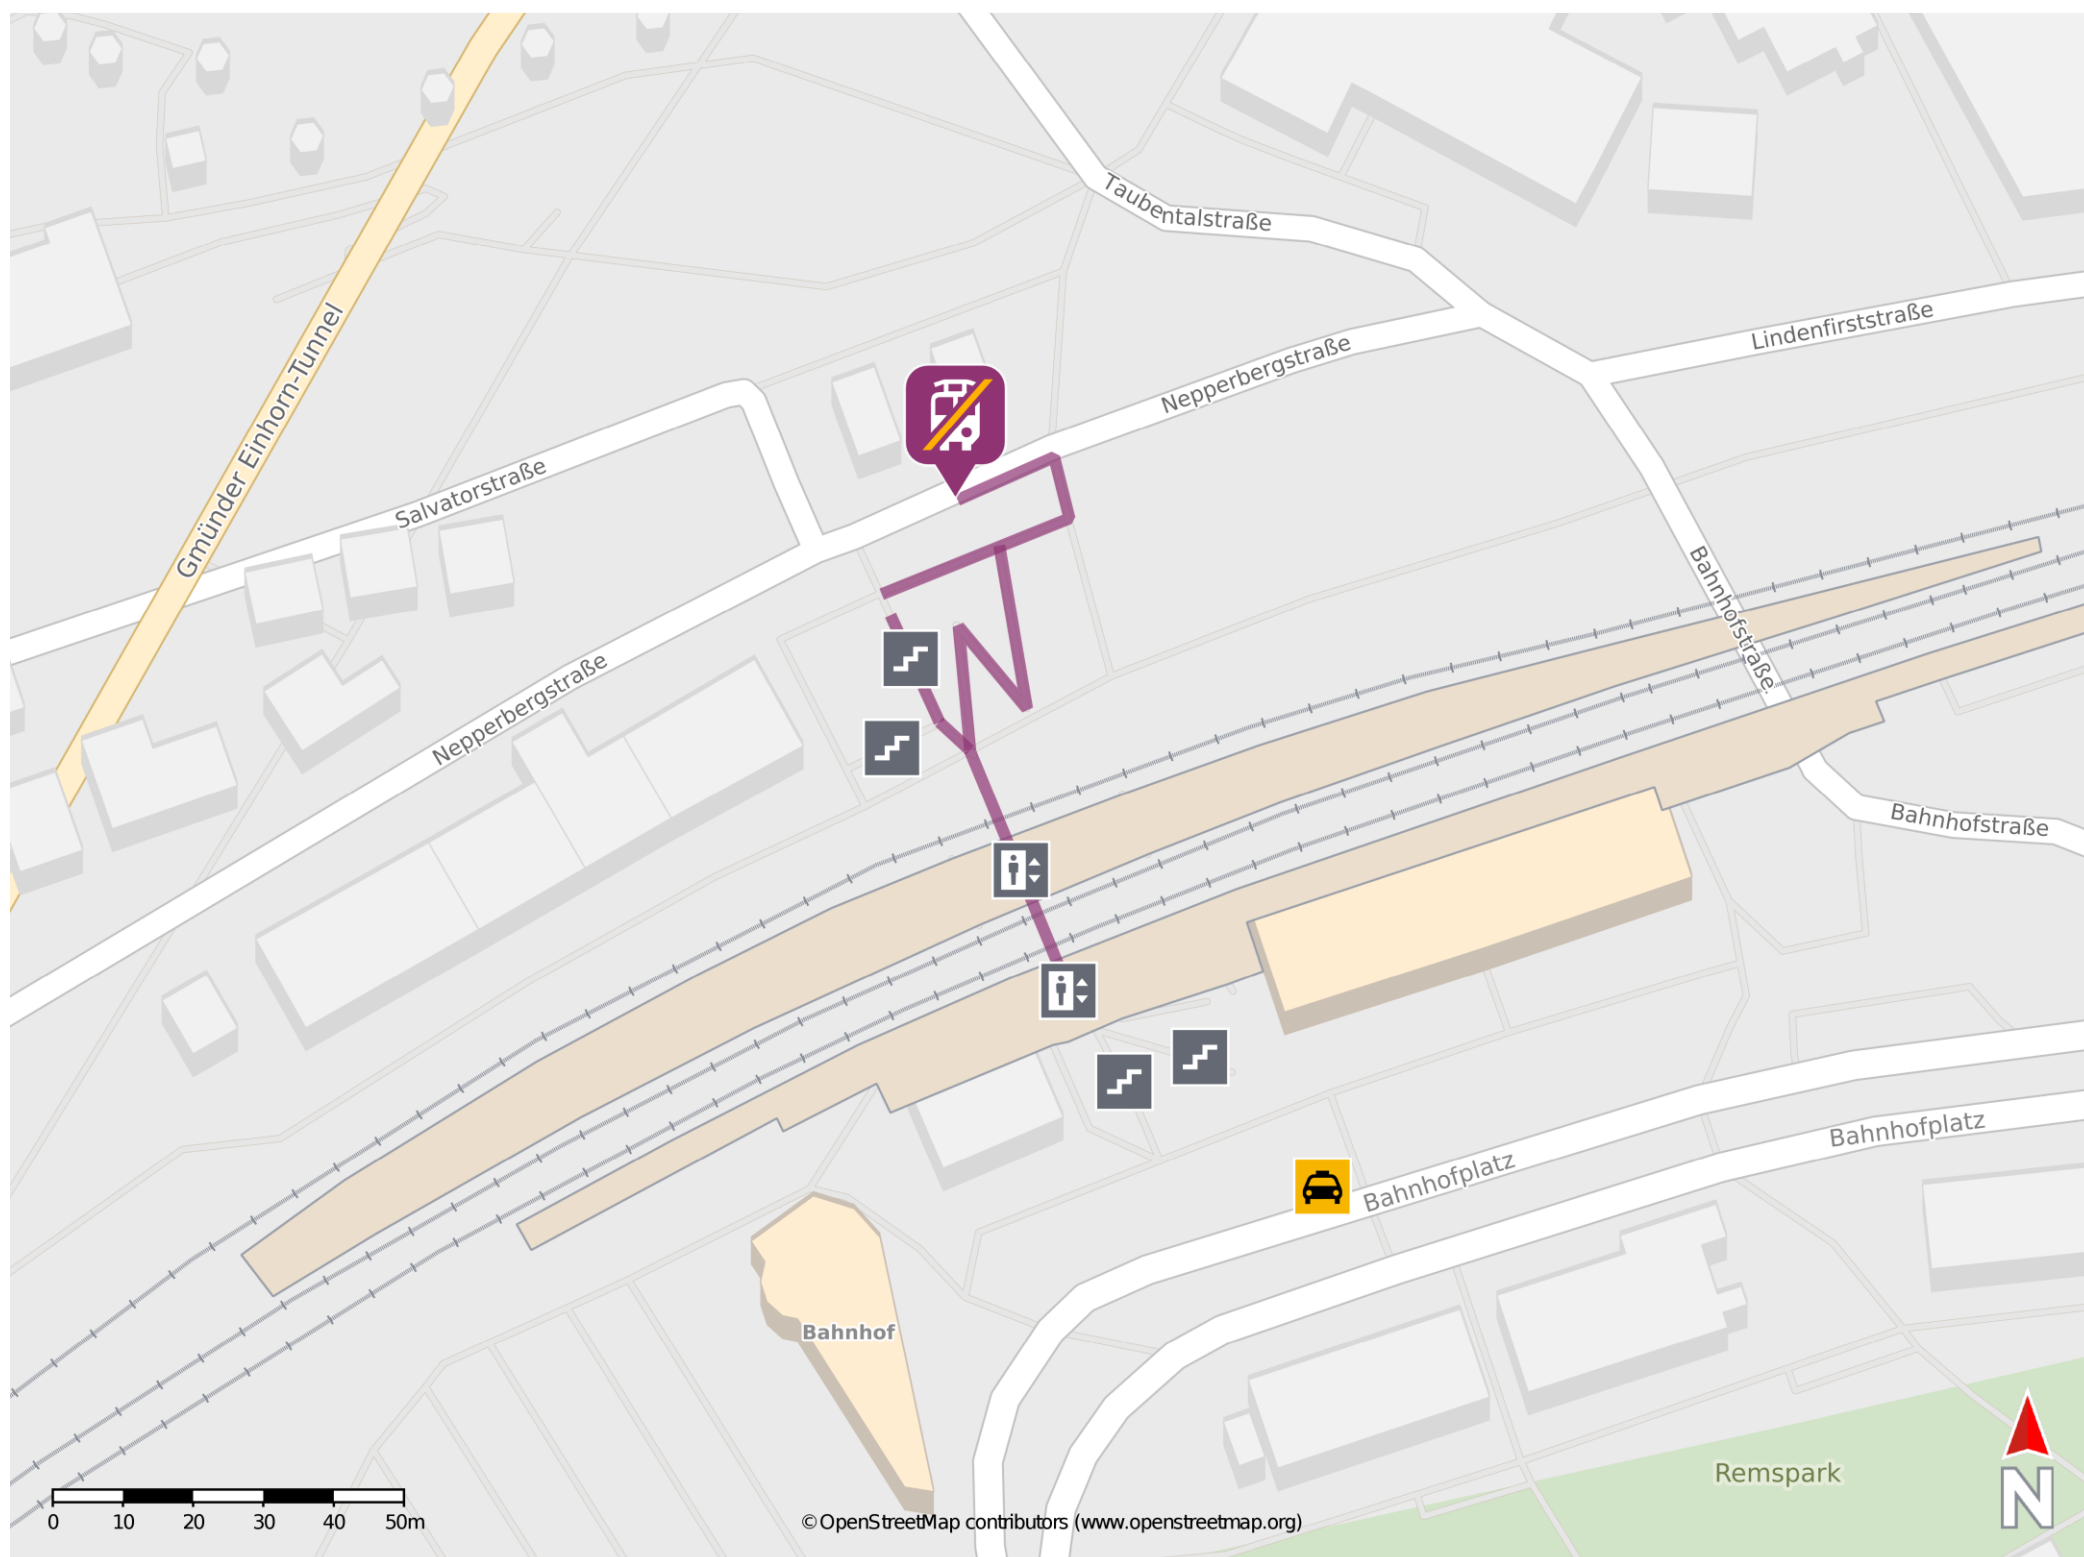 Taubentalstraße
Lindenfirststraße
Gmünder Einhorn-Tunnel
Nepperbergstraße
Salvatorstraße
Bahnhofstraße
Nepperbergstraße
Bahnhofstraße
Bahnhofplatz
Bahnhofplatz
Bahnhof
Remspark
N
0 10 20 30 40 50m
© OpenStreetMap contributors (www.openstreetmap.org)